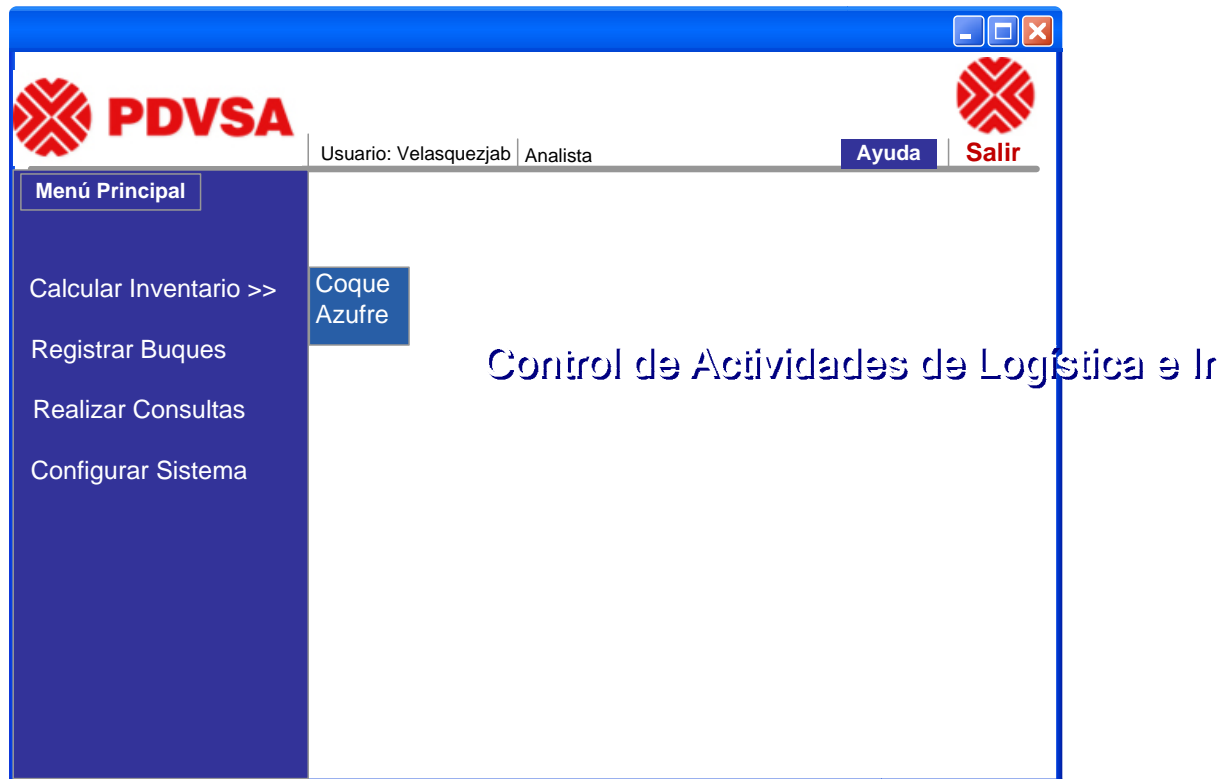 PDVSA
Usuario: Velasquezjab Analista Ayuda Salir
Menú Principal
Calcular Inventario >>
Coque
Azufre
Registrar Buques
Control de Actividades de Logística e
Realizar Consultas
Configurar Sistema